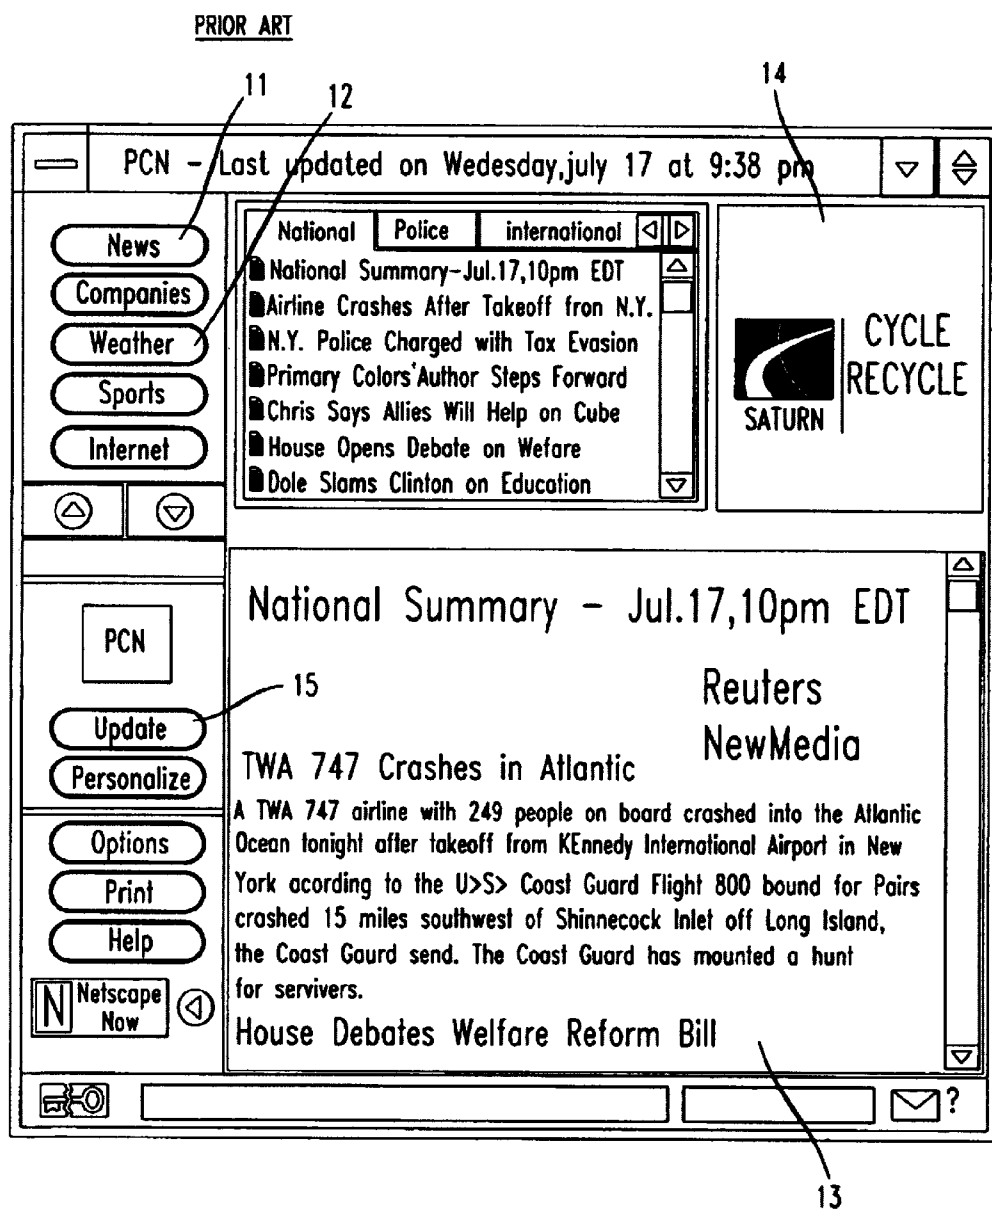 PRIOR ART
11
12
14
PCN - Last updated on Wedesday,july 17 at 9:38 pm
News
Companies
Weather
Sports
Internet
National Police international
National Summary-Jul.17,10pm EDT
Airline Crashes After Takeoff fron N.Y.
N.Y. Police Charged with Tax Evasion
Primary Colors'Author Steps Forward
Chris Says Allies Will Help on Cube
House Opens Debate on Wefare
Dole Slams Clinton on Education
SATURN
CYCLE
RECYCLE
PCN
15
Update
Personalize
Options
Print
Help
N Netscape
Now
National Summary - Jul.17,10pm EDT
Reuters
NewMedia
TWA 747 Crashes in Atlantic
A TWA 747 airline with 249 people on board crashed into the Atlantic
Ocean tonight after takeoff from KEnnedy International Airport in New
York acording to the U>S> Coast Guard Flight 800 bound for Pairs
crashed 15 miles southwest of Shinnecock Inlet off Long Island,
the Coast Gaurd send. The Coast Guard has mounted a hunt
for servivers.
House Debates Welfare Reform Bill
?
13